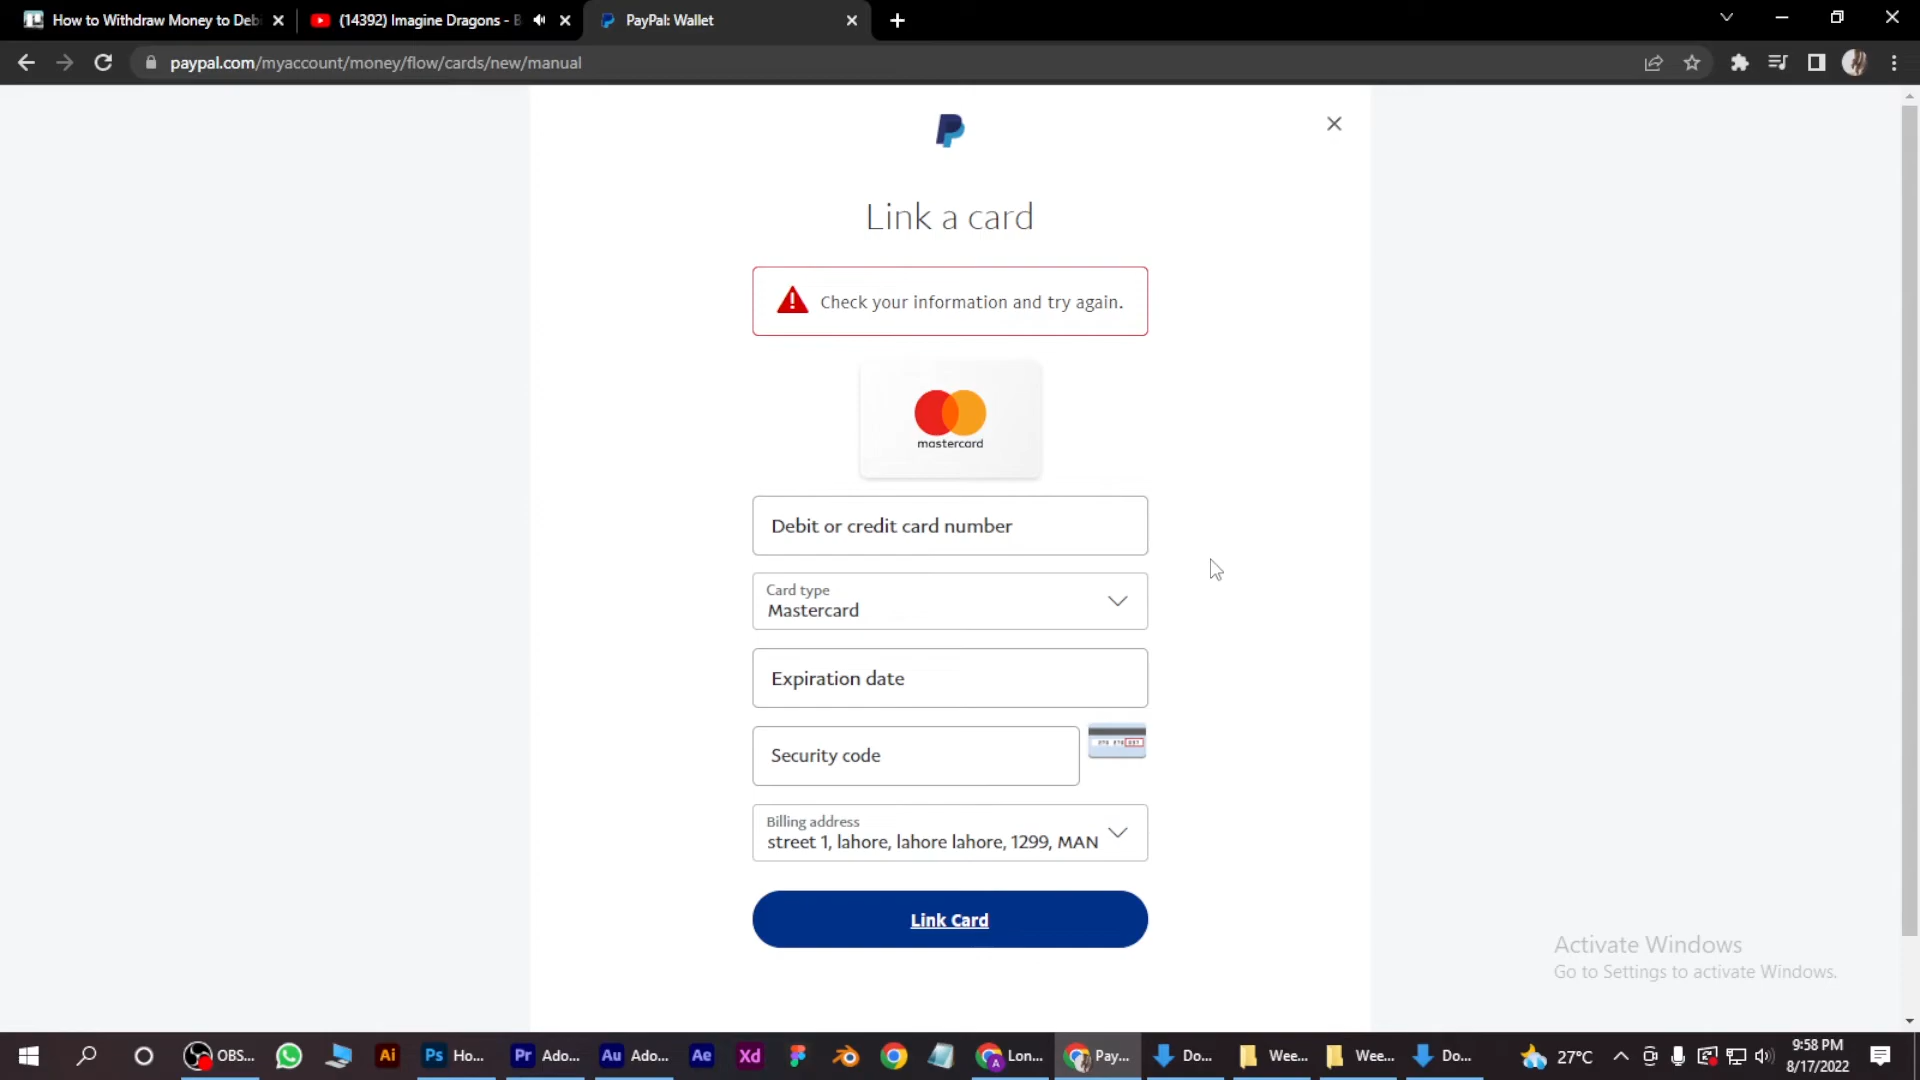 How to Withdraw Money to Deb
(14392) Imagine Dragons - B
PayPal: Wallet
paypal.com/myaccount/money/flow/cards/new/manual
Link a card
Check your information and try again.
mastercard
Debit or credit card number
Card type
Mastercard
Expiration date
Security code
Billing address
street 1, lahore, lahore lahore, 1299, MAN
Link Card
Activate Windows
Go to Settings to activate Windows.
OBS...
Ai
Ps Ho...
Pr Ado...
Au Ado...
Ae
Xd
Lon...
Pay...
Do...
Wee...
Wee...
Do...
27°C
9:58 PM
8/17/2022